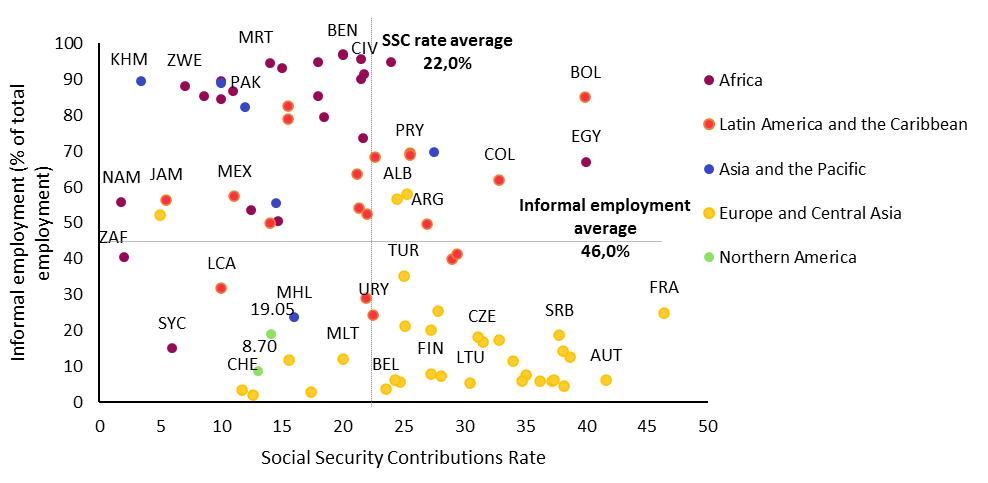 Informal employment (% of total
employment)
100
90
80
70
60
50
40
30
20
10
0
0 5 10 15 20 25 30 35 40 45 50
Social Security Contributions Rate
BEN
MRT
CIV
SSC rate average
22,0%
KHM
ZWE
PAK
BOL
PRY
EGY
COL
ALB
NAM
JAM
MEX
ARG
Informal employment
average
46,0%
ZAF
TUR
LCA
MHL
URY
FRA
19.05
SYC
MLT
CZE
SRB
8.70
CHE
BEL
FIN
LTU
AUT
Africa
Latin America and the Caribbean
Asia and the Pacific
Europe and Central Asia
Northern America